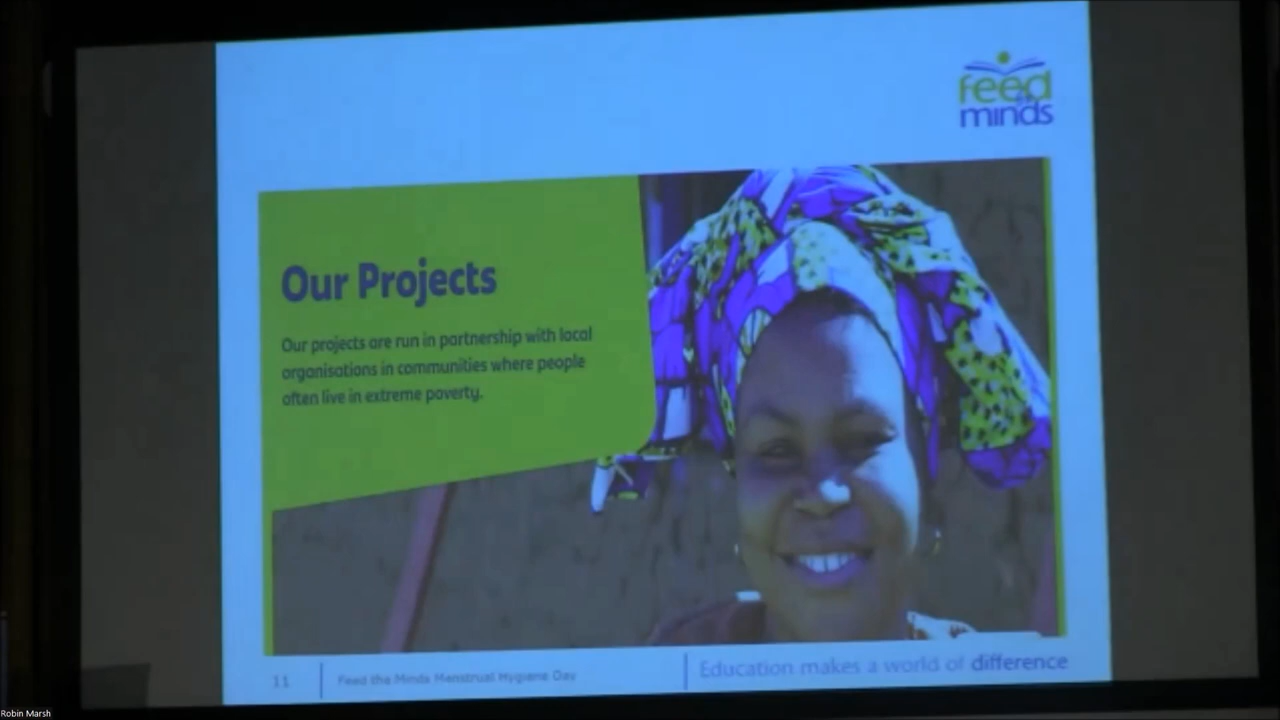 feed
the
minds
Our Projects
Our projects are run in partnership with local
organisations in communities where people
often live in extreme poverty.
11
Feed the Minds Menstrual Hygiene Day
Education makes a world of difference
Robin Marsh